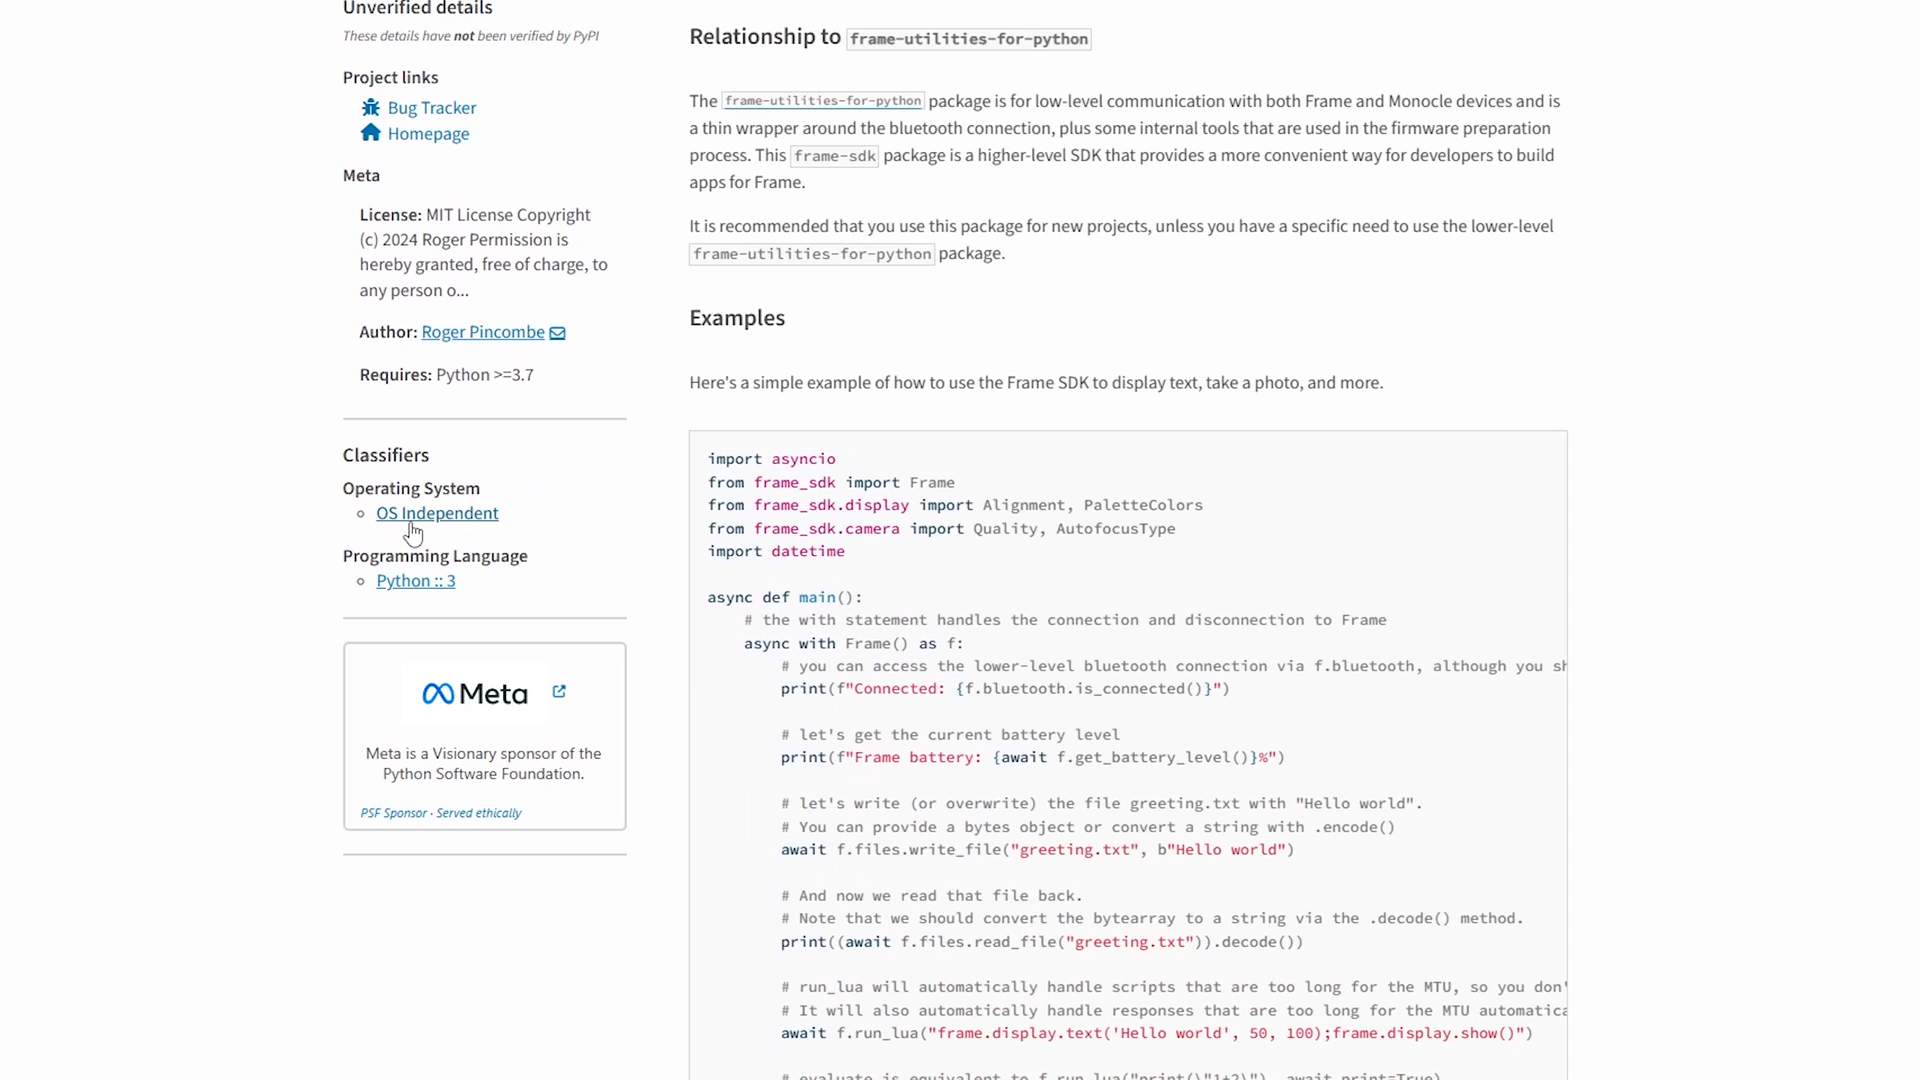 Unverified details
These details have not been verified by PyPI
Project links
Bug Tracker
Homepage
Meta
License: MIT License Copyright
(c) 2024 Roger Permission is
hereby granted, free of charge, to
any person o...
Author: Roger Pincombe
Requires: Python >=3.7
Classifiers
Operating System
OS Independent
Programming Language
Python :: 3
Meta
Meta is a Visionary sponsor of the
Python Software Foundation.
PSF Sponsor · Served ethically
Relationship to frame-utilities-for-python
The frame-utilities-for-python package is for low-level communication with both Frame and Monocle devices and is
a thin wrapper around the bluetooth connection, plus some internal tools that are used in the firmware preparation
process. This frame-sdk package is a higher-level SDK that provides a more convenient way for developers to build
apps for Frame.
It is recommended that you use this package for new projects, unless you have a specific need to use the lower-level
frame-utilities-for-python package.
Examples
Here's a simple example of how to use the Frame SDK to display text, take a photo, and more.
import asyncio
from frame_sdk import Frame
from frame_sdk.display import Alignment, PaletteColors
from frame_sdk.camera import Quality, AutofocusType
import datetime
async def main():
# the with statement handles the connection and disconnection to Frame
async with Frame() as f:
# you can access the lower-level bluetooth connection via f.bluetooth, although you sh
print(f"Connected: {f.bluetooth.is_connected()}")
# let's get the current battery level
print(f"Frame battery: {await f.get_battery_level()}%")
# let's write (or overwrite) the file greeting.txt with "Hello world".
# You can provide a bytes object or convert a string with .encode()
await f.files.write_file("greeting.txt", b"Hello world")
# And now we read that file back.
# Note that we should convert the bytearray to a string via the .decode() method.
print((await f.files.read_file("greeting.txt")).decode())
# run_lua will automatically handle scripts that are too long for the MTU, so you don'
# It will also automatically handle responses that are too long for the MTU automatica
await f.run_lua("frame.display.text('Hello world', 50, 100);frame.display.show()")
# evaluate is equivalent to f.run_lua("print(\"1+2\"), await_print=True)